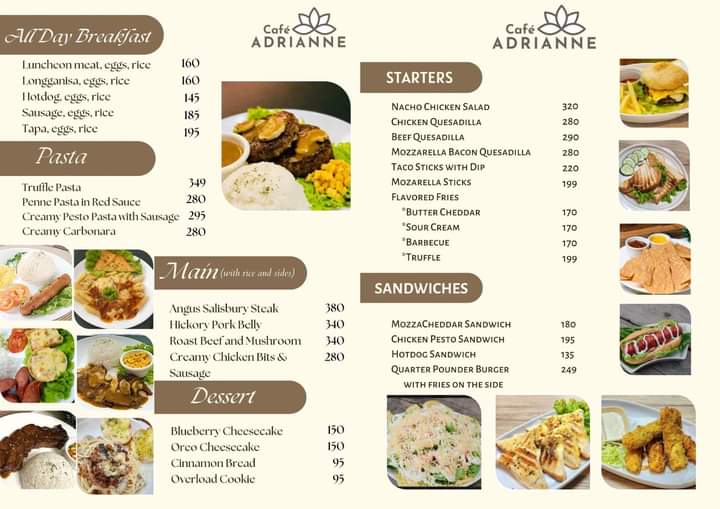 Café
ADRIANNE
All Day Breakfast
Luncheon meat, eggs, rice 160
Longganisa, eggs, rice 160
Hotdog, eggs, rice 145
Sausage, eggs, rice 185
Tapa, eggs, rice 195
Pasta
Truffle Pasta 349
Penne Pasta in Red Sauce 280
Creamy Pesto Pasta with Sausage 295
Creamy Carbonara 280
Main (with rice and sides)
Angus Salisbury Steak 380
Hickory Pork Belly 340
Roast Beef and Mushroom 340
Creamy Chicken Bits & 280
Sausage
Dessert
Blueberry Cheesecake 150
Oreo Cheesecake 150
Cinnamon Bread 95
Overload Cookie 95
Café
ADRIANNE
STARTERS
Nacho Chicken Salad 320
Chicken Quesadilla 280
Beef Quesadilla 290
Mozzarella Bacon Quesadilla 280
Taco Sticks with Dip 220
Mozarella Sticks 199
Flavored Fries
*Butter Cheddar 170
*Sour Cream 170
*Barbecue 170
*Truffle 199
SANDWICHES
MozzaCheddar Sandwich 180
Chicken Pesto Sandwich 195
Hotdog Sandwich 135
Quarter Pounder Burger 249
with fries on the side